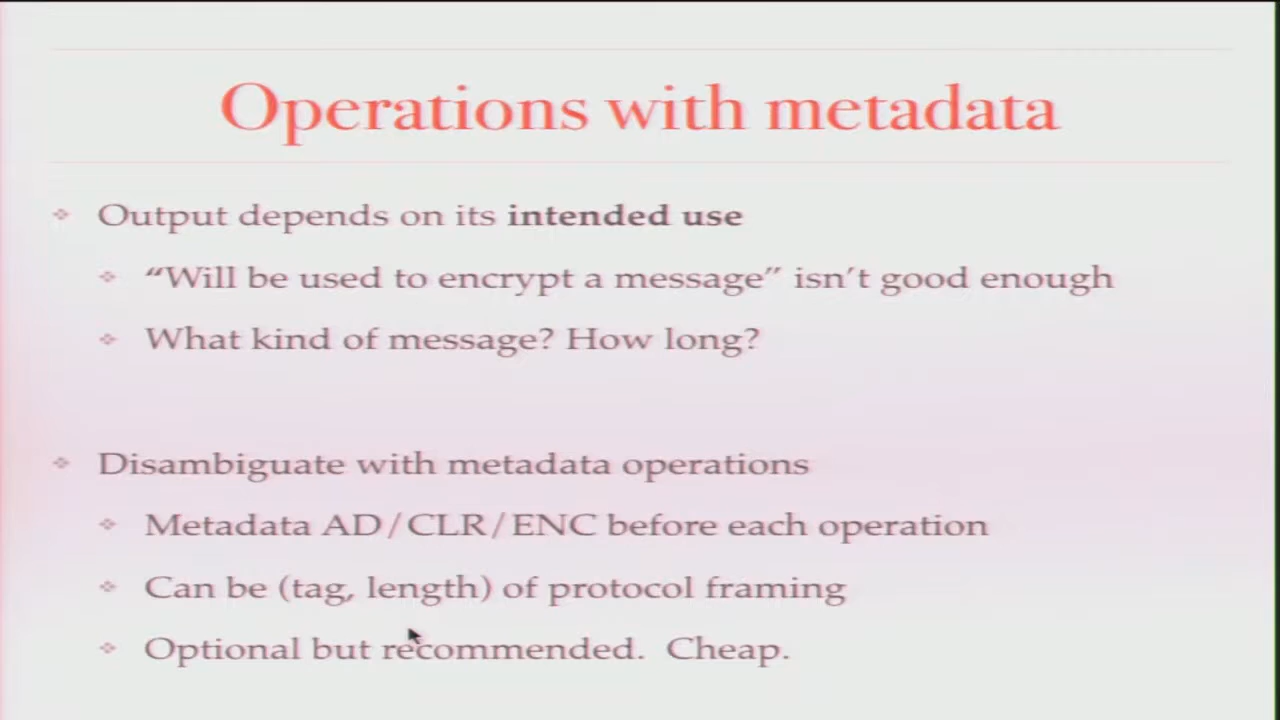 Operations with metadata
Output depends on its intended use
“Will be used to encrypt a message” isn’t good enough
What kind of message? How long?
Disambiguate with metadata operations
Metadata AD/CLR/ENC before each operation
Can be (tag, length) of protocol framing
Optional but recommended. Cheap.